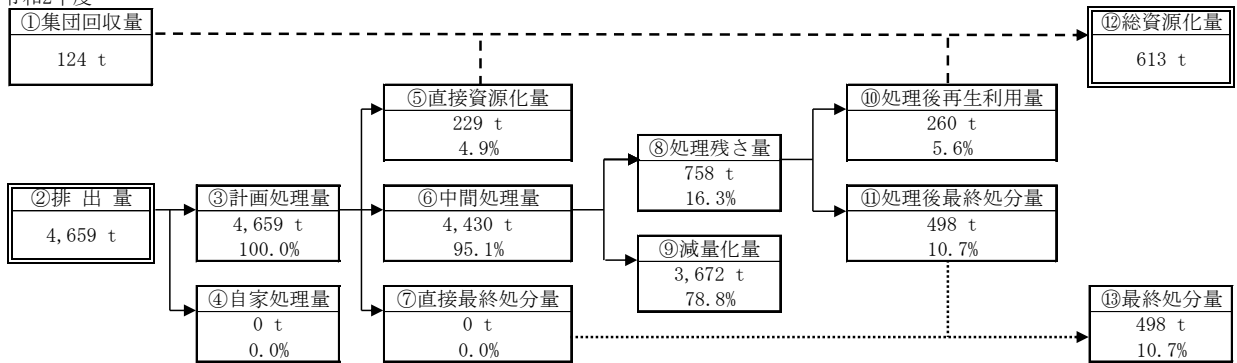 ①集団回収量
124 t
⑫総資源化量
613 t
⑤直接資源化量
229 t
4.9%
⑩処理後再生利用量
260 t
5.6%
⑧処理残さ量
758 t
16.3%
②排 出 量
4,659 t
③計画処理量
4,659 t
100.0%
⑥中間処理量
4,430 t
95.1%
⑪処理後最終処分量
498 t
10.7%
⑨減量化量
3,672 t
78.8%
④自家処理量
0 t
0.0%
⑦直接最終処分量
0 t
0.0%
⑬最終処分量
498 t
10.7%